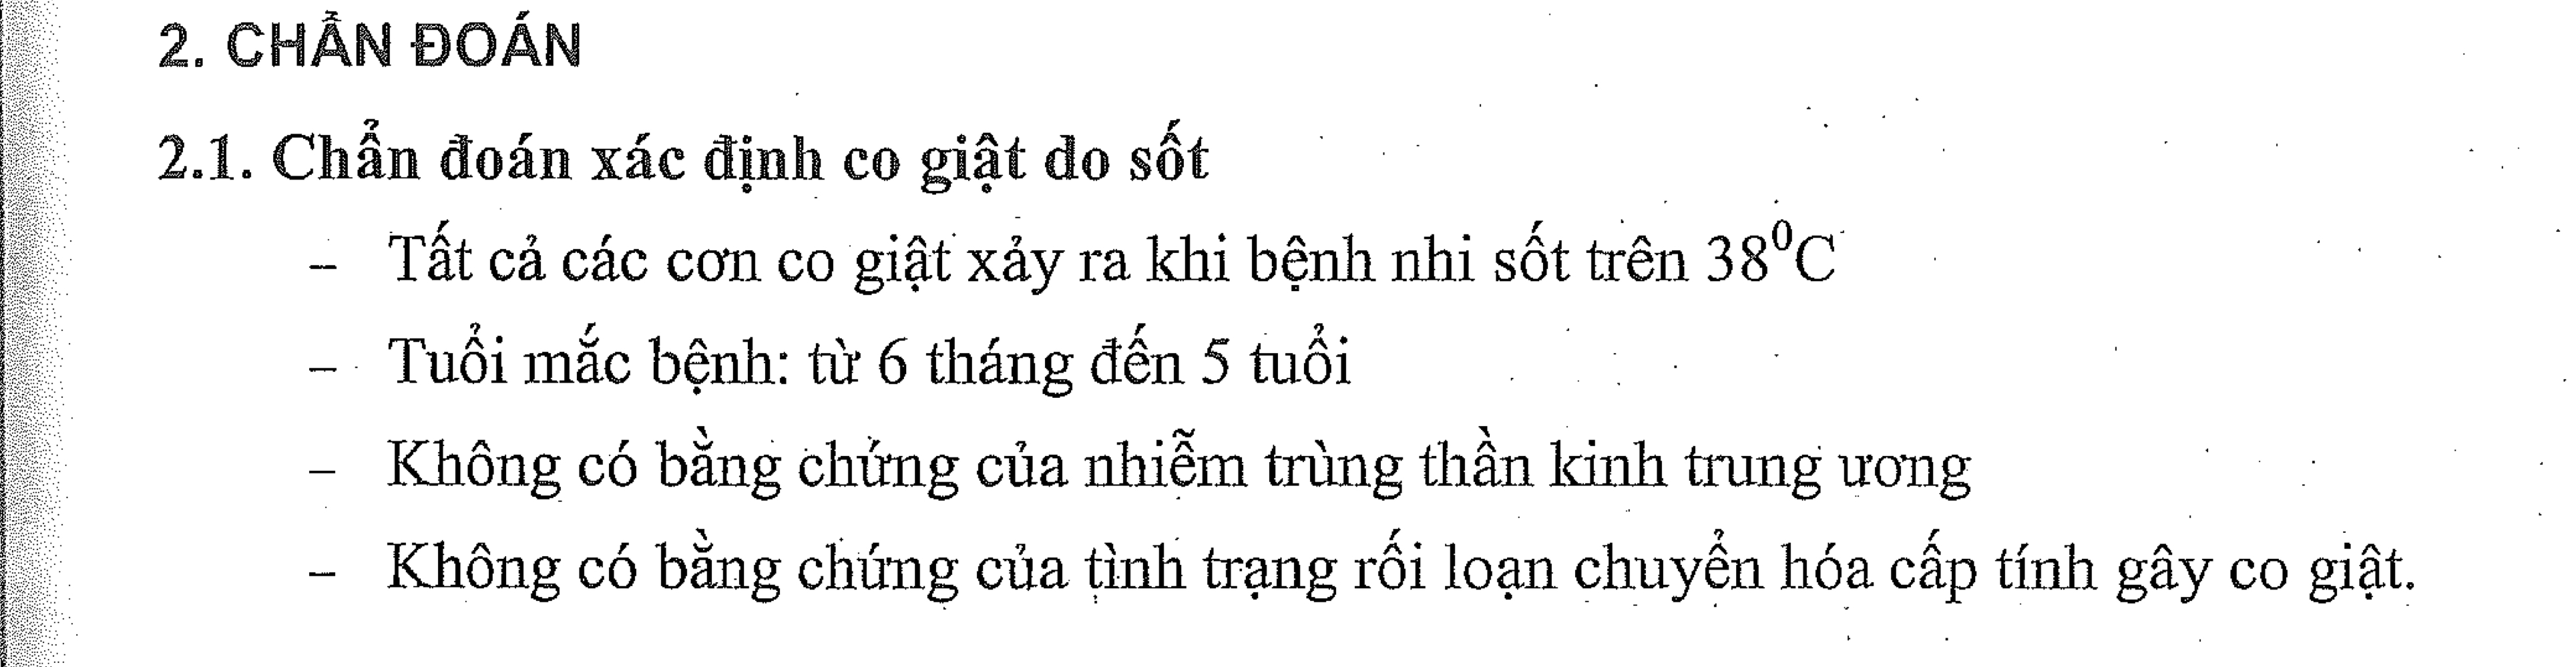 2. CHẨN ĐOÁN
2.1. Chẩn đoán xác định co giật do sốt
- Tất cả các cơn co giật xảy ra khi bệnh nhi sốt trên 38⁰C
- Tuổi mắc bệnh: từ 6 tháng đến 5 tuổi
- Không có bằng chứng của nhiễm trùng thần kinh trung ương
- Không có bằng chứng của tình trạng rối loạn chuyển hóa cấp tính gây co giật.